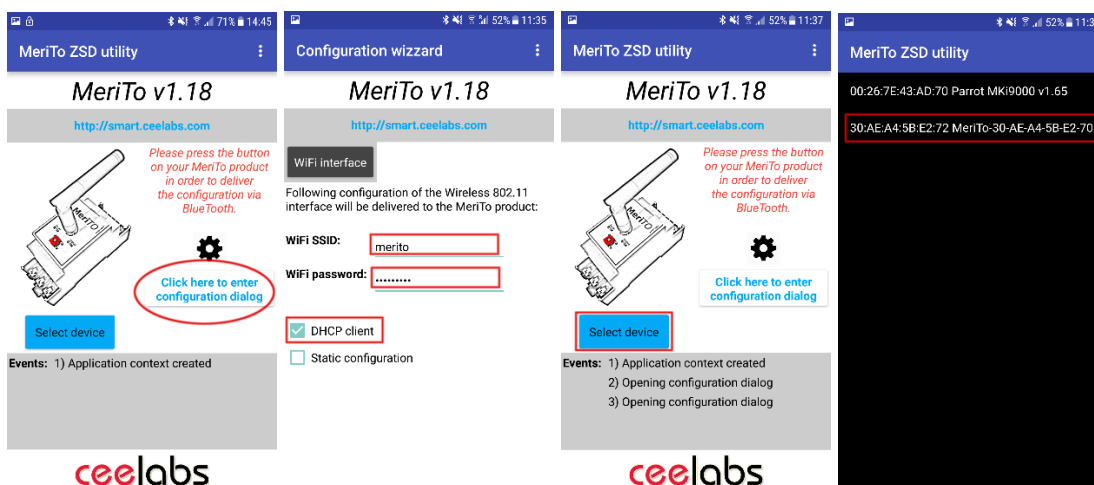 71% 14:45
MeriTo ZSD utility
MeriTo v1.18
http://smart.ceelabs.com
Please press the button
on your MeriTo product
in order to deliver
the configuration via
BlueTooth.
MeriTo
Click here to enter
configuration dialog
Select device
Events: 1) Application context created
ceelabs
52% 11:35
Configuration wizzard
MeriTo v1.18
http://smart.ceelabs.com
WiFi interface
Following configuration of the Wireless 802.11
interface will be delivered to the MeriTo product:
WiFi SSID: merito
WiFi password: •••••••••
DHCP client
Static configuration
52% 11:37
MeriTo ZSD utility
MeriTo v1.18
http://smart.ceelabs.com
Please press the button
on your MeriTo product
in order to deliver
the configuration via
BlueTooth.
MeriTo
Click here to enter
configuration dialog
Select device
Events: 1) Application context created
2) Opening configuration dialog
3) Opening configuration dialog
ceelabs
52% 11:3
MeriTo ZSD utility
00:26:7E:43:AD:70 Parrot MKi9000 v1.65
30:AE:A4:5B:E2:72 MeriTo-30-AE-A4-5B-E2-70